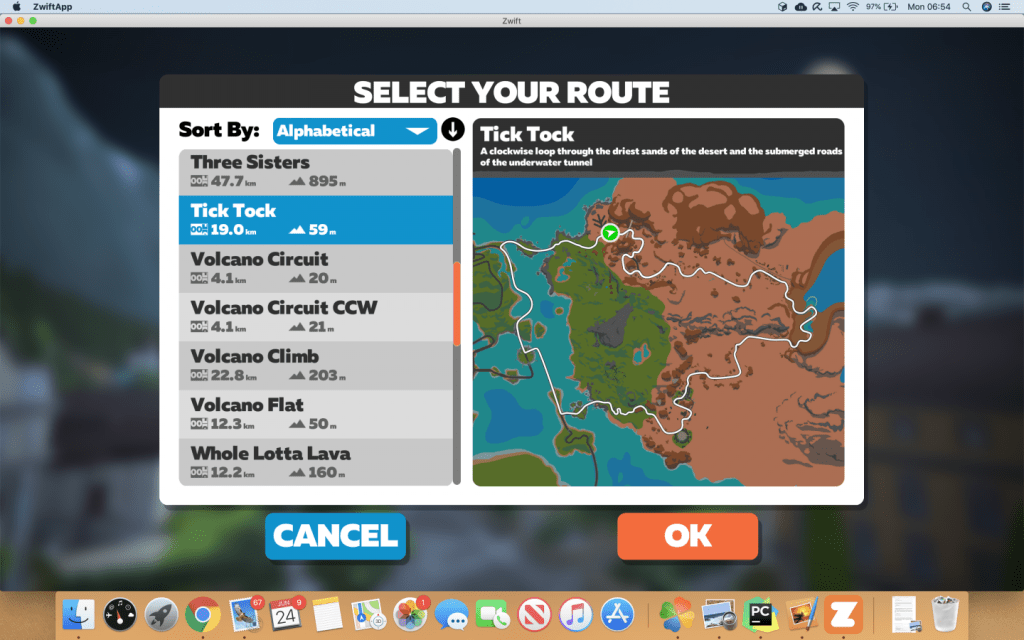 ZwiftApp
97%
Mon 06:54
Zwift
SELECT YOUR ROUTE
Sort By:
Alphabetical
Three Sisters
47.7 km
895 m
Tick Tock
19.0 km
59 m
Volcano Circuit
4.1 km
20 m
Volcano Circuit CCW
4.1 km
21 m
Volcano Climb
22.8 km
203 m
Volcano Flat
12.3 km
50 m
Whole Lotta Lava
12.2 km
160 m
Tick Tock
A clockwise loop through the driest sands of the desert and the submerged roads
of the underwater tunnel
CANCEL
OK
67
JUN
24
9
1
PC